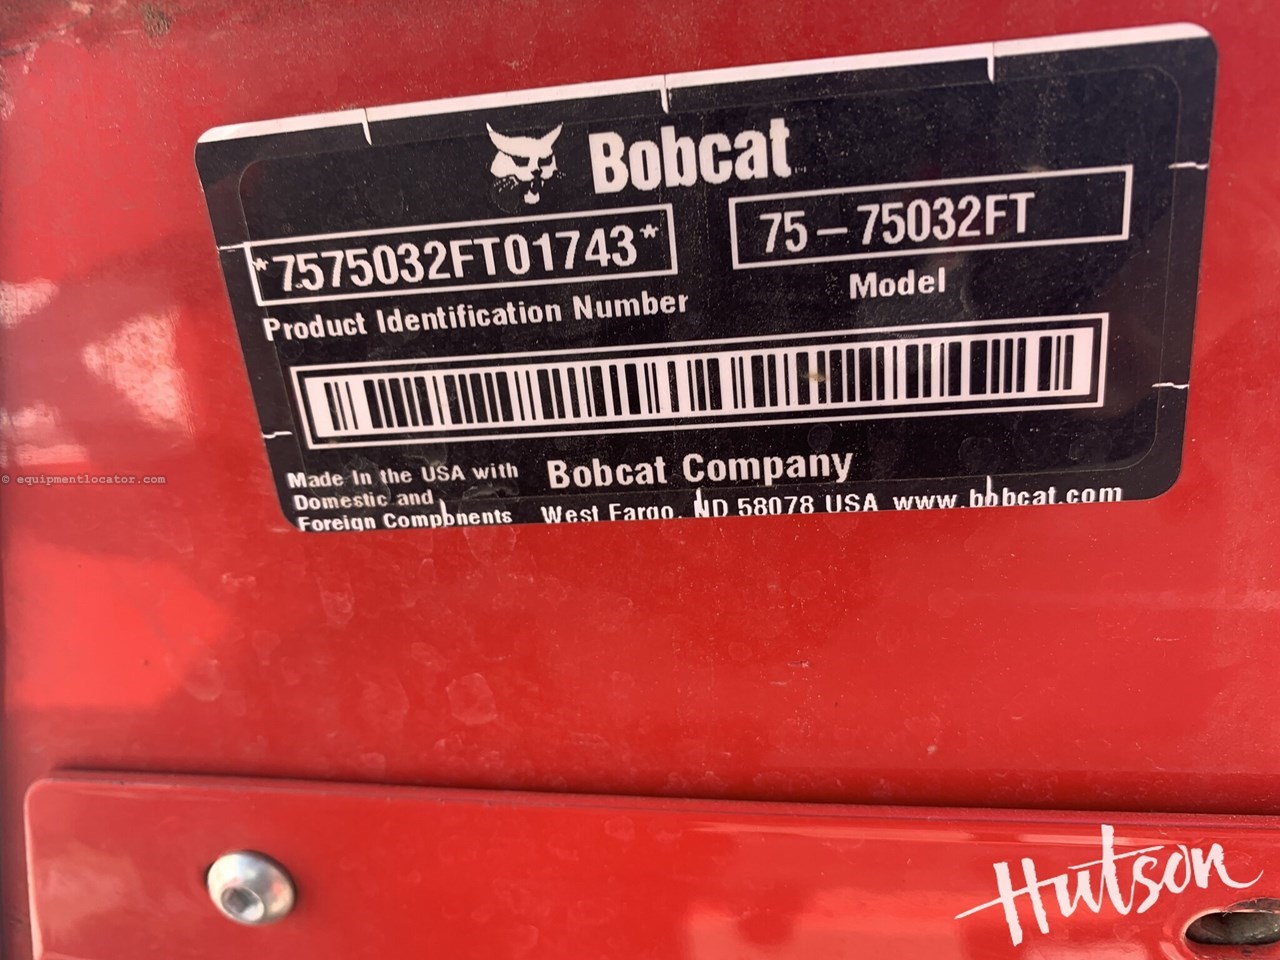 Bobcat
*7575032FT01743*
75-75032FT
Product Identification Number
Model
Made In the USA with
Domestic and
Foreign Components
Bobcat Company
West Fargo, ND 58078 USA www.bobcat.com
© equipmentlocator.com
Hutson